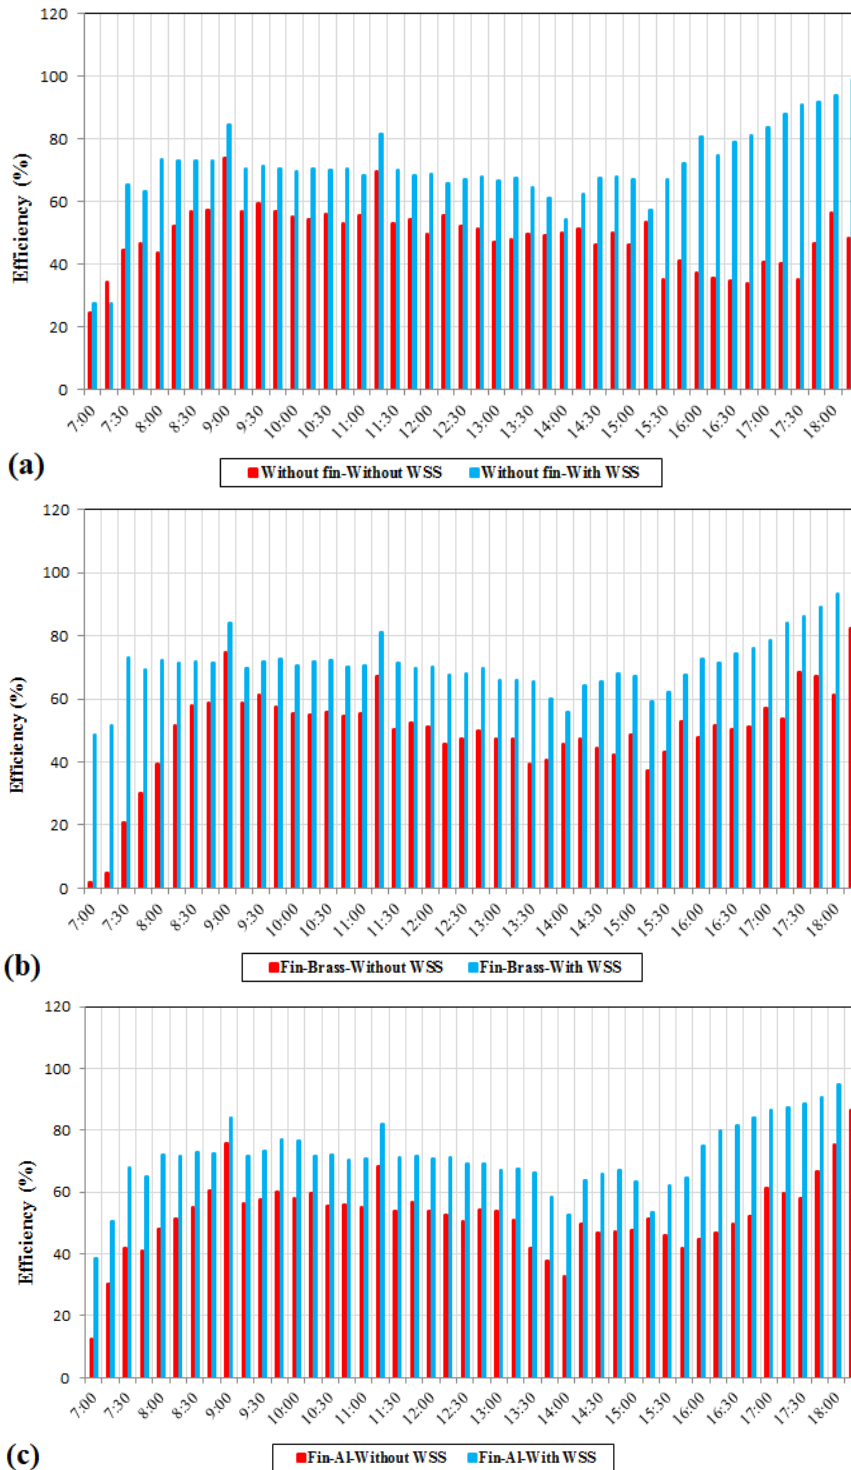 120
100
80
60
40
20
0
Efficiency (%)
7:00 7:30 8:00 8:30 9:00 9:30 10:00 10:30 11:00 11:30 12:00 12:30 13:00 13:30 14:00 14:30 15:00 15:30 16:00 16:30 17:00 17:30 18:00
(a)
Without fin-Without WSS Without fin-With WSS
120
100
80
60
40
20
0
Efficiency (%)
7:00 7:30 8:00 8:30 9:00 9:30 10:00 10:30 11:00 11:30 12:00 12:30 13:00 13:30 14:00 14:30 15:00 15:30 16:00 16:30 17:00 17:30 18:00
(b)
Fin-Brass-Without WSS Fin-Brass-With WSS
120
100
80
60
40
20
0
Efficiency (%)
7:00 7:30 8:00 8:30 9:00 9:30 10:00 10:30 11:00 11:30 12:00 12:30 13:00 13:30 14:00 14:30 15:00 15:30 16:00 16:30 17:00 17:30 18:00
(c)
Fin-Al-Without WSS Fin-Al-With WSS